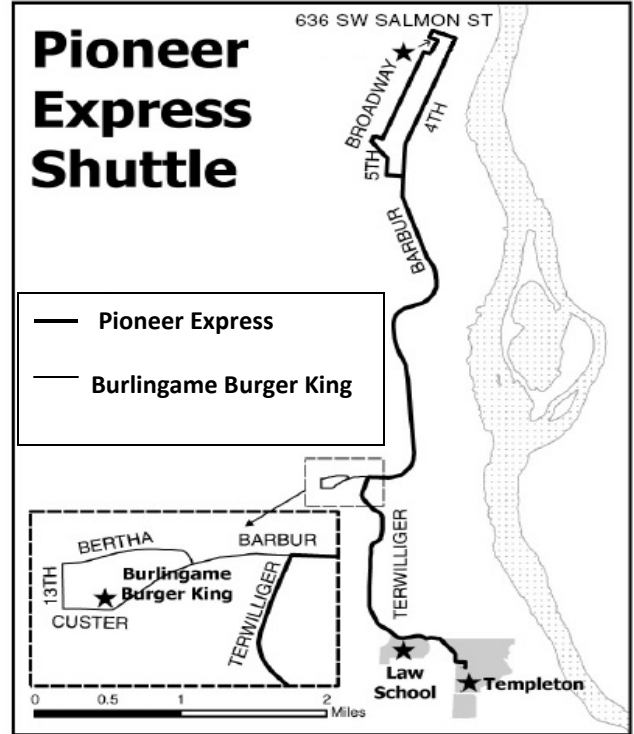 636 SW SALMON ST
Pioneer
Express
Shuttle
BROADWAY
4TH
5TH
BARBUR
Pioneer Express
Burlingame Burger King
TERWILLIGER
BERTHA
BARBUR
13TH
Burlingame
Burger King
CUSTER
TERWILLIGER
Law
School
Templeton
0 0.5 1 2
Miles